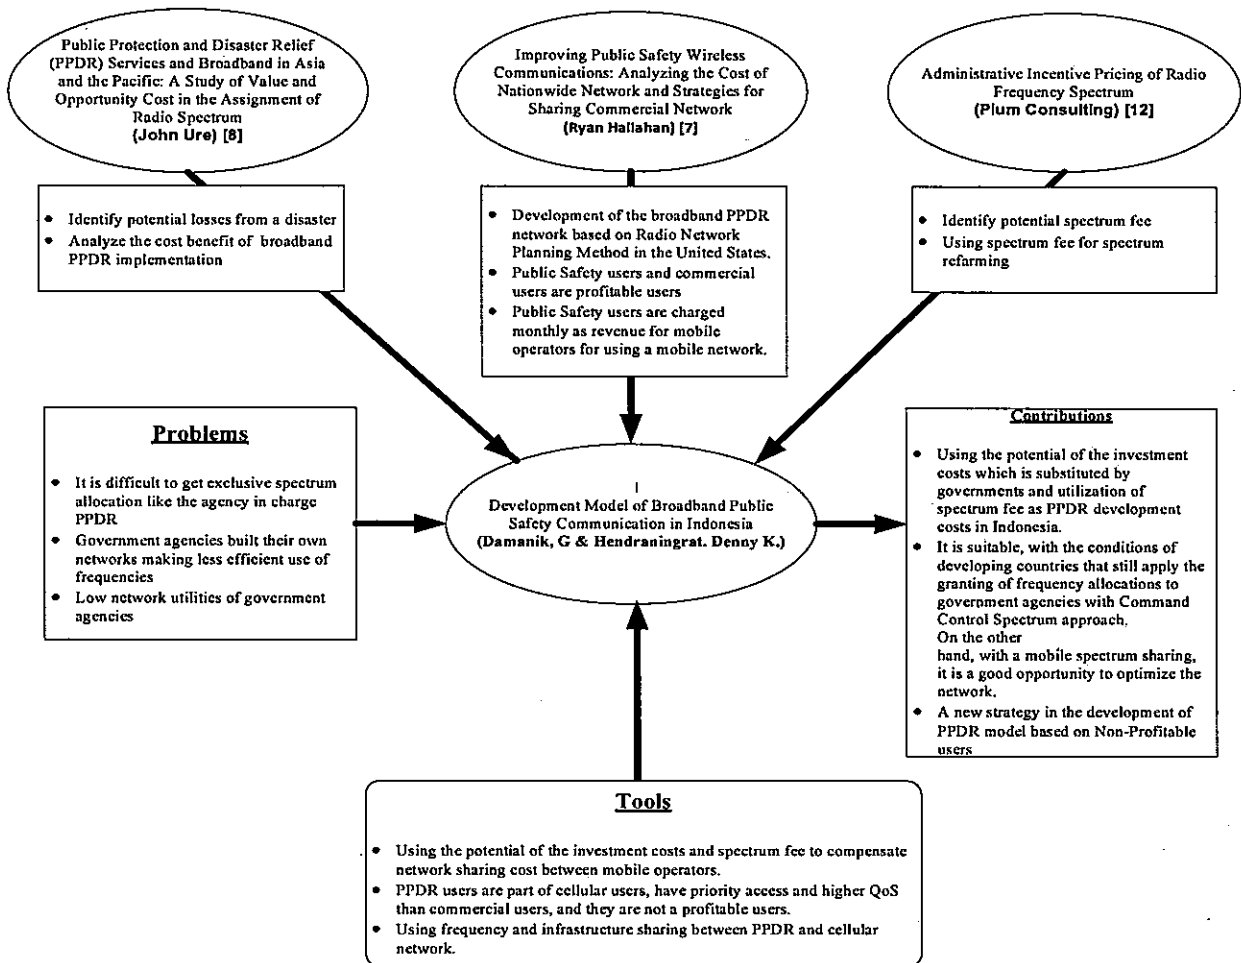 Public Protection and Disaster Relief
(PPDR) Services and Broadband in Asia
and the Pacific: A Study of Value and
Opportunity Cost in the Assignment of
Radio Spectrum
(John Ure) [8]
Improving Public Safety Wireless
Communications: Analyzing the Cost of
Nationwide Network and Strategies for
Sharing Commercial Network
(Ryan Hallahan) [7]
Administrative Incentive Pricing of Radio
Frequency Spectrum
(Plum Consulting) [12]
• Identify potential losses from a disaster
• Analyze the cost benefit of broadband
PPDR implementation
• Development of the broadband PPDR
network based on Radio Network
Planning Method in the United States.
• Public Safety users and commercial
users are profitable users
• Public Safety users are charged
monthly as revenue for mobile
operators for using a mobile network.
• Identify potential spectrum fee
• Using spectrum fee for spectrum
refarming
Problems
• It is difficult to get exclusive spectrum
allocation like the agency in charge
PPDR
• Government agencies built their own
networks making less efficient use of
frequencies
• Low network utilities of government
agencies
Development Model of Broadband Public
Safety Communication in Indonesia
(Damanik, G & Hendraningrat. Denny K.)
Contributions
• Using the potential of the investment
costs which is substituted by
governments and utilization of
spectrum fee as PPDR development
costs in Indonesia.
• It is suitable, with the conditions of
developing countries that still apply the
granting of frequency allocations to
government agencies with Command
Control Spectrum approach.
On the other
hand, with a mobile spectrum sharing,
it is a good opportunity to optimize the
network.
• A new strategy in the development of
PPDR model based on Non-Profitable
users
Tools
• Using the potential of the investment costs and spectrum fee to compensate
network sharing cost between mobile operators.
• PPDR users are part of cellular users, have priority access and higher QoS
than commercial users, and they are not a profitable users.
• Using frequency and infrastructure sharing between PPDR and cellular
network.